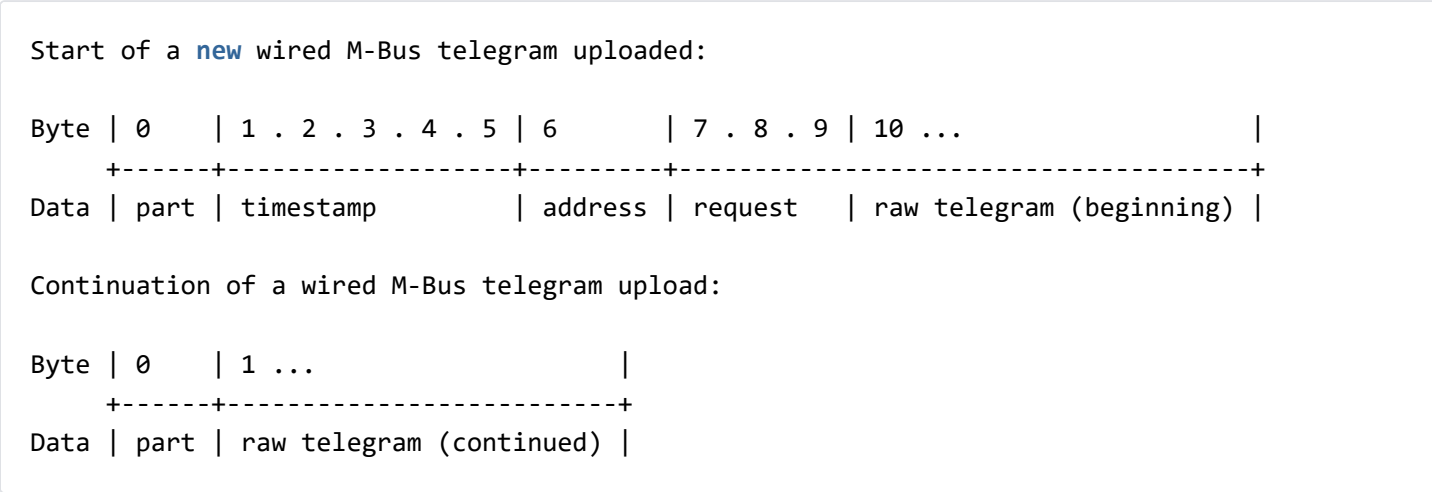 Start of a new wired M-Bus telegram uploaded:
Byte | 0    | 1 . 2 . 3 . 4 . 5 | 6       | 7 . 8 . 9 | 10 ...                   |
     +------+-------------------+---------+--------------------------------------+
Data | part | timestamp         | address | request   | raw telegram (beginning) |
Continuation of a wired M-Bus telegram upload:
Byte | 0    | 1 ...                    |
     +------+--------------------------+
Data | part | raw telegram (continued) |